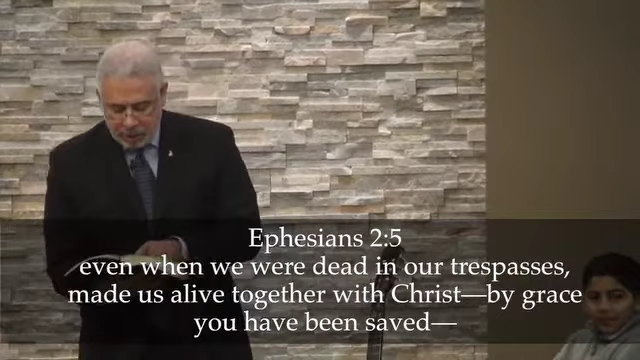 Ephesians 2:5
even when we were dead in our trespasses,
made us alive together with Christ—by grace
you have been saved—